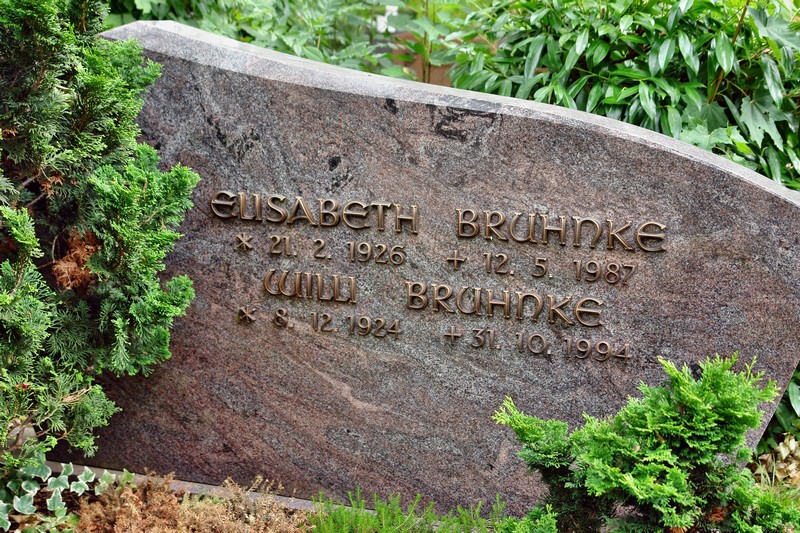 ELISABETH BRUHNKE
* 21. 2. 1926 + 12. 5. 1987
WILLI BRUHNKE
* 8. 12. 1924 + 31. 10. 1994